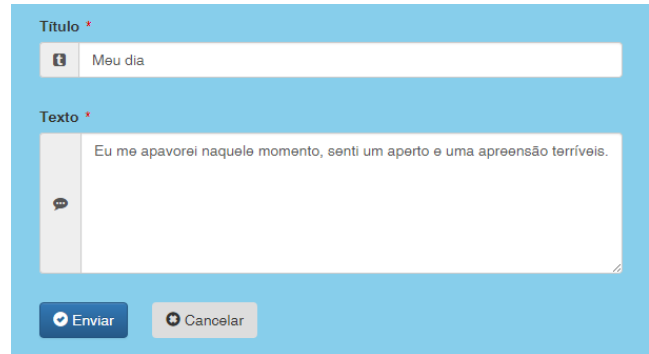 Título *
Meu dia
Texto *
Eu me apavorei naquele momento, senti um aperto e uma apreensão terríveis.
Enviar
Cancelar